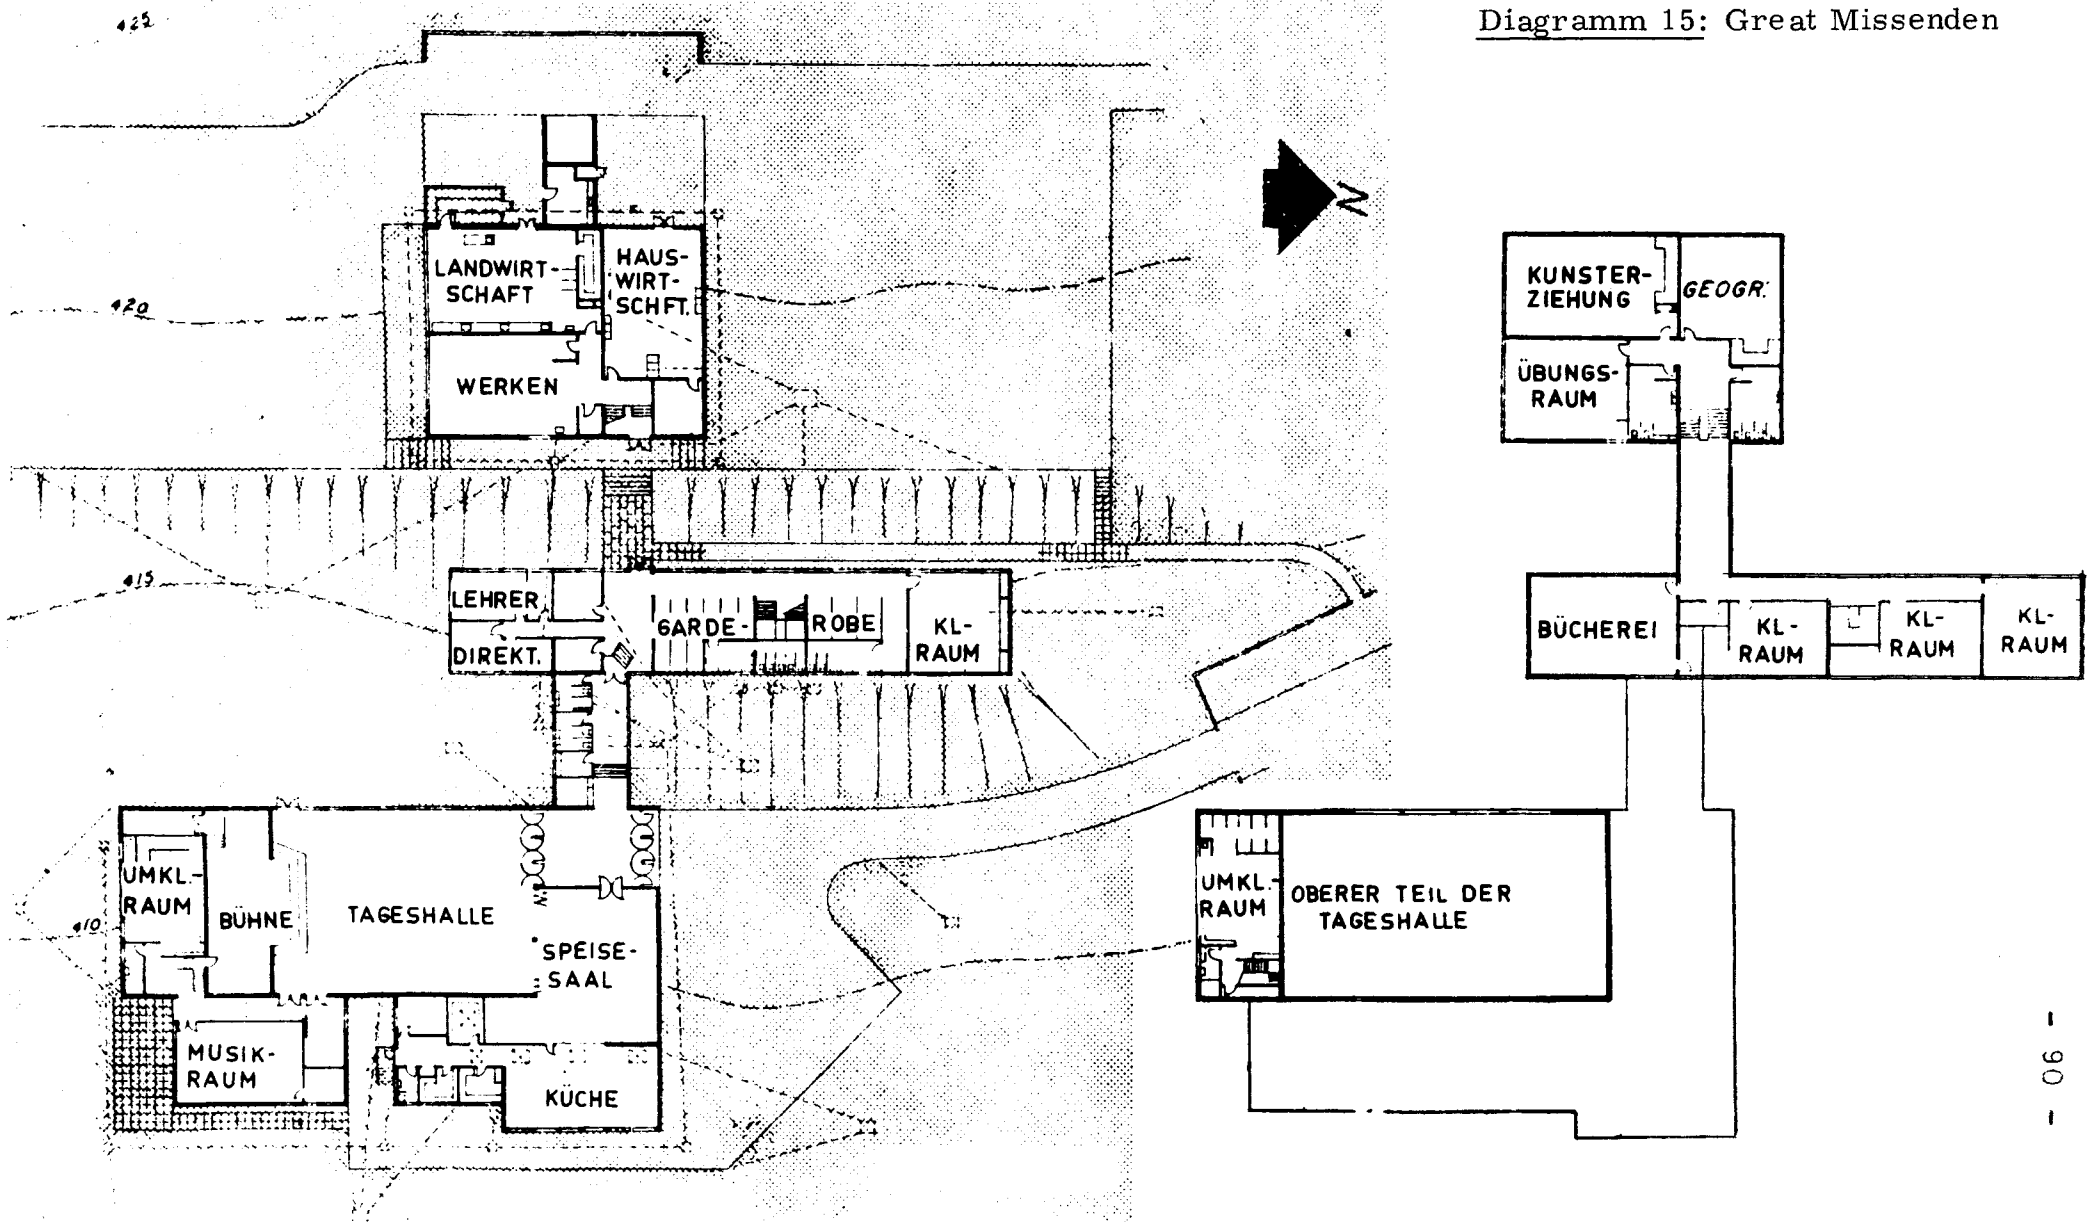 Diagramm 15: Great Missenden
425
N
LANDWIRT-
SCHAFT
HAUS-
WIRT-
SCHFT.
420
WERKEN
KUNSTER-
ZIEHUNG
GEOGR.
ÜBUNGS-
RAUM
415
LEHRER
DIREKT.
GARDE-
ROBE
KL-
RAUM
BÜCHEREI
KL-
RAUM
KL-
RAUM
KL-
RAUM
UMKL.-
RAUM
BÜHNE
TAGESHALLE
SPEISE-
SAAL
410
MUSIK-
RAUM
KÜCHE
UMKL.-
RAUM
OBERER TEIL DER
TAGESHALLE
- 90 -